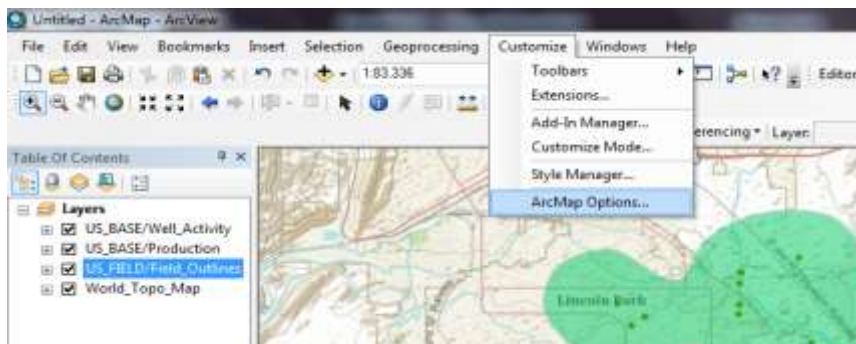 Untitled - ArcMap - ArcView
File Edit View Bookmarks Insert Selection Geoprocessing Customize Windows Help
1:83,336
Editor
Toolbars
Extensions...
Add-In Manager...
Customize Mode...
Style Manager...
ArcMap Options...
erencing Layer:
Table Of Contents
Layers
US_BASE/Well_Activity
US_BASE/Production
US_FIELD/Field_Outlines
World_Topo_Map
Lincoln Park